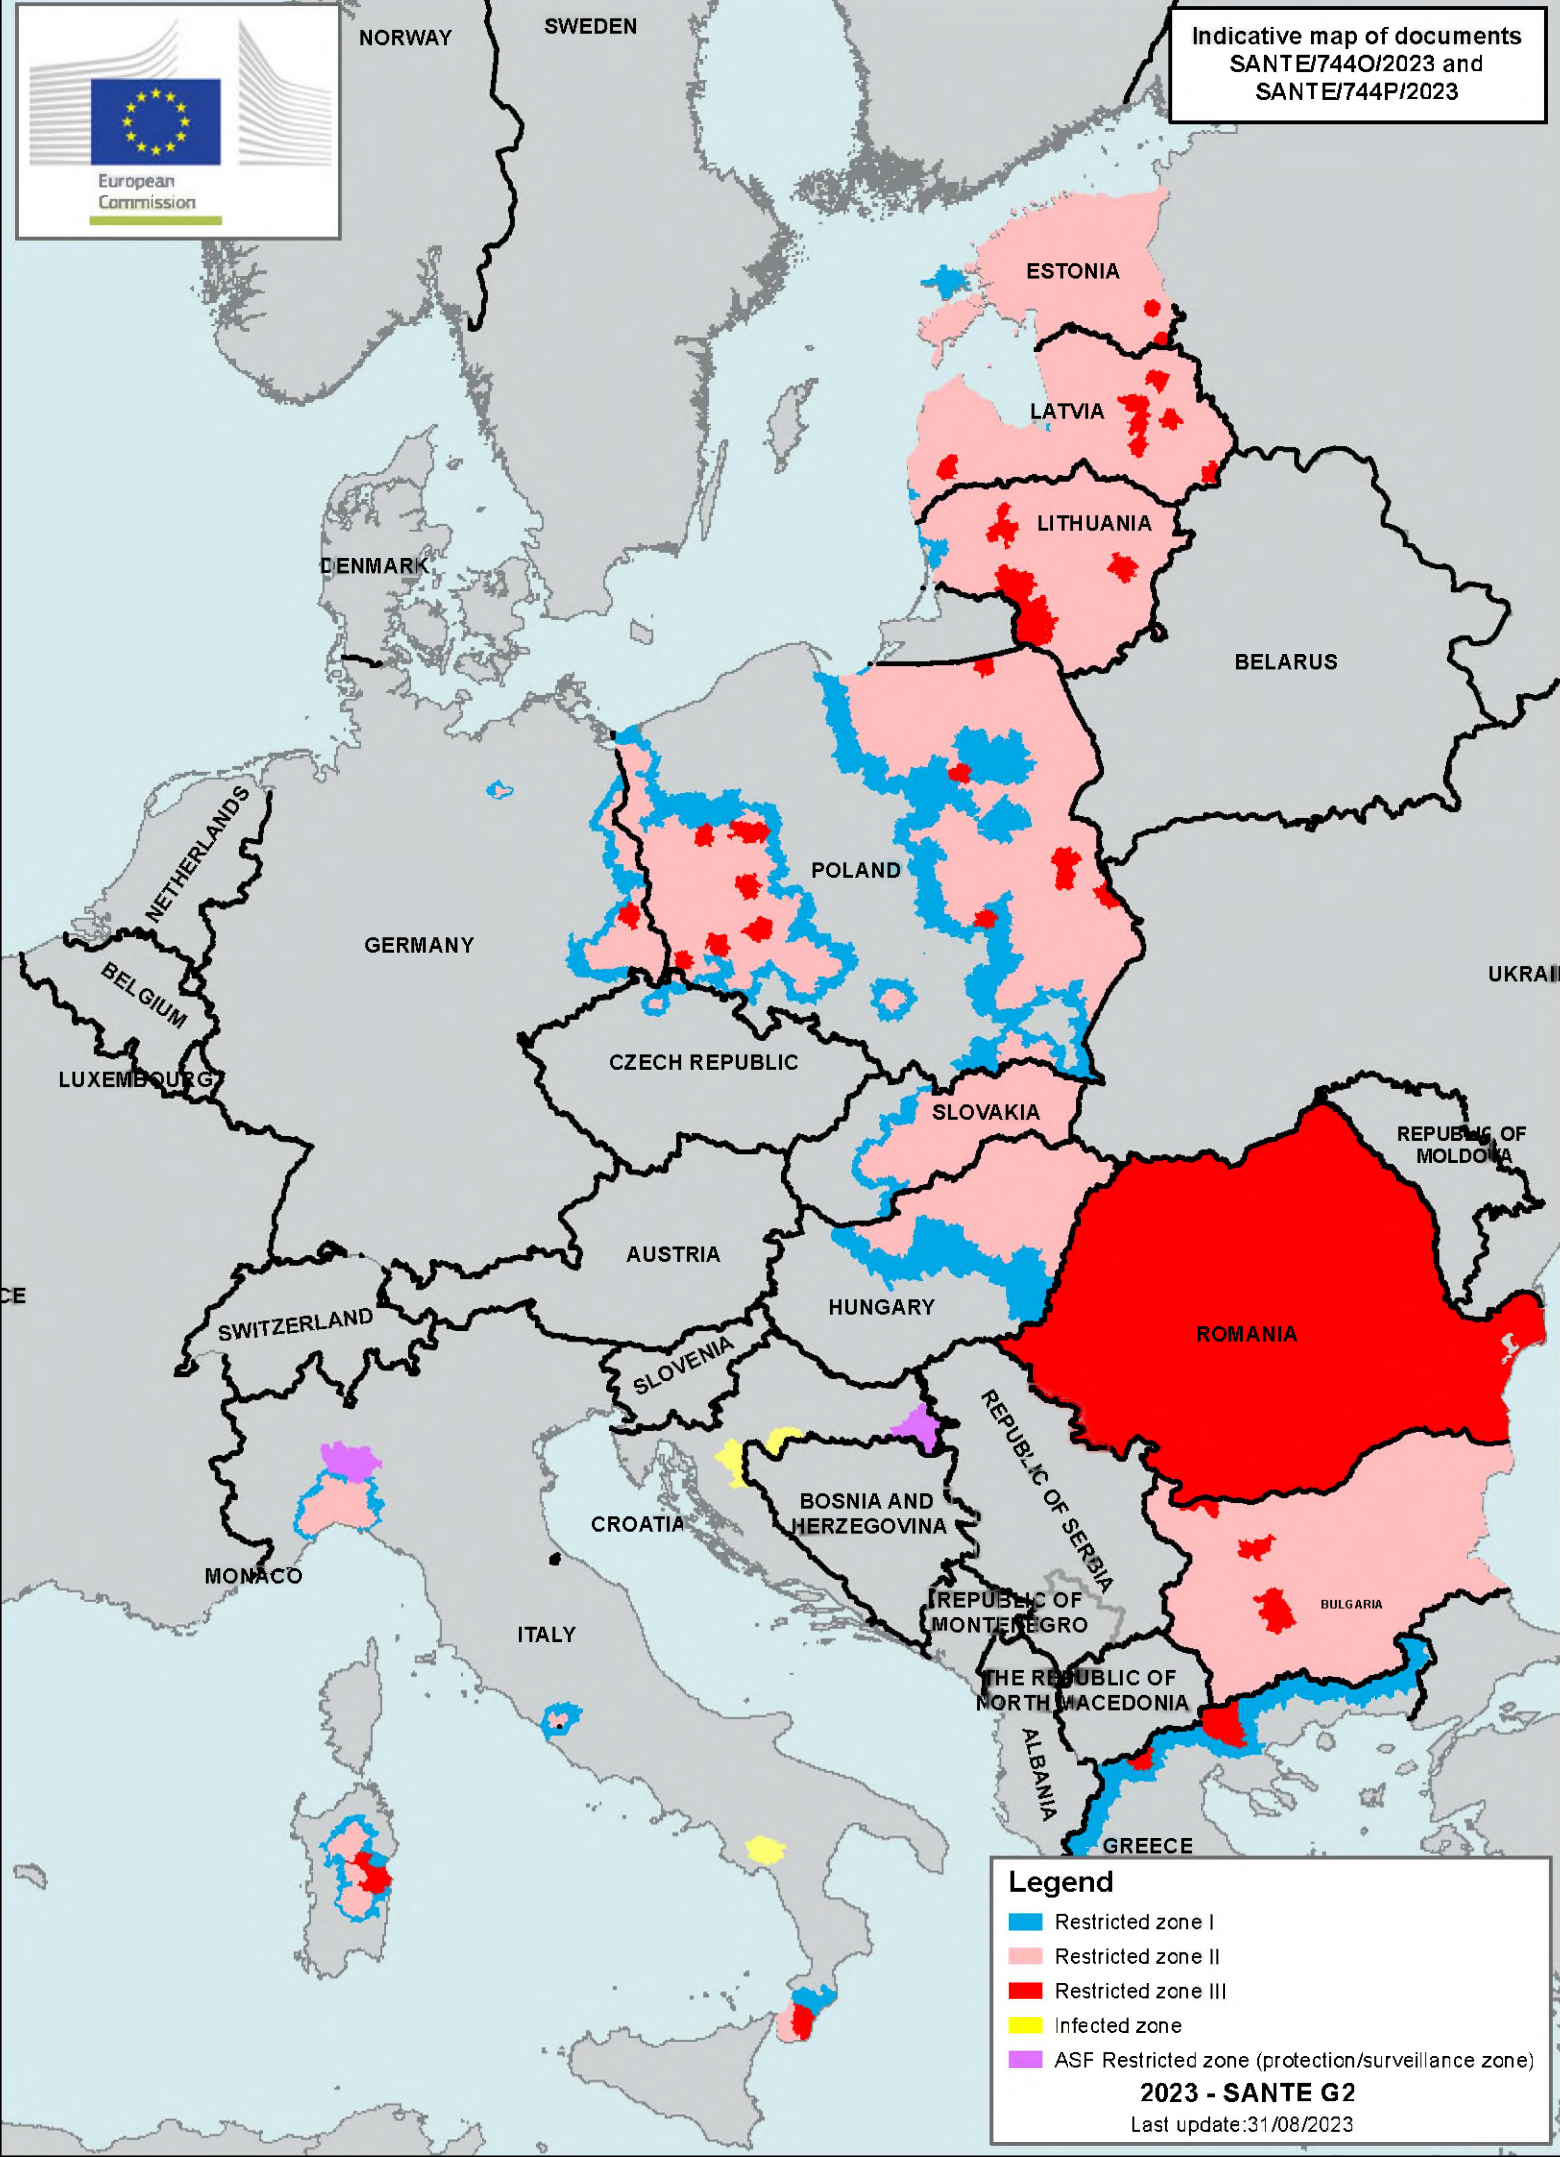 European
Commission
NORWAY
SWEDEN
Indicative map of documents
SANTE/744O/2023 and
SANTE/744P/2023
ESTONIA
LATVIA
LITHUANIA
DENMARK
BELARUS
NETHERLANDS
POLAND
GERMANY
BELGIUM
UKRAI
CZECH REPUBLIC
LUXEMBOURG
SLOVAKIA
REPUBLIC OF
MOLDOVA
AUSTRIA
CE
HUNGARY
SWITZERLAND
ROMANIA
SLOVENIA
REPUBLIC OF SERBIA
BOSNIA AND
HERZEGOVINA
CROATIA
MONACO
REPUBLIC OF
MONTENEGRO
BULGARIA
ITALY
THE REPUBLIC OF
NORTH MACEDONIA
ALBANIA
GREECE
Legend
Restricted zone I
Restricted zone II
Restricted zone III
Infected zone
ASF Restricted zone (protection/surveillance zone)
2023 - SANTE G2
Last update:31/08/2023